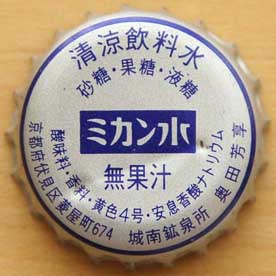 清涼飲料水
砂糖・果糖・液糖
ミカン水
無果汁
酸味料・香料・黄色4号・安息香酸ナトリウム
京都府伏見区菱屋町674 城南鉱泉所 奥田芳享